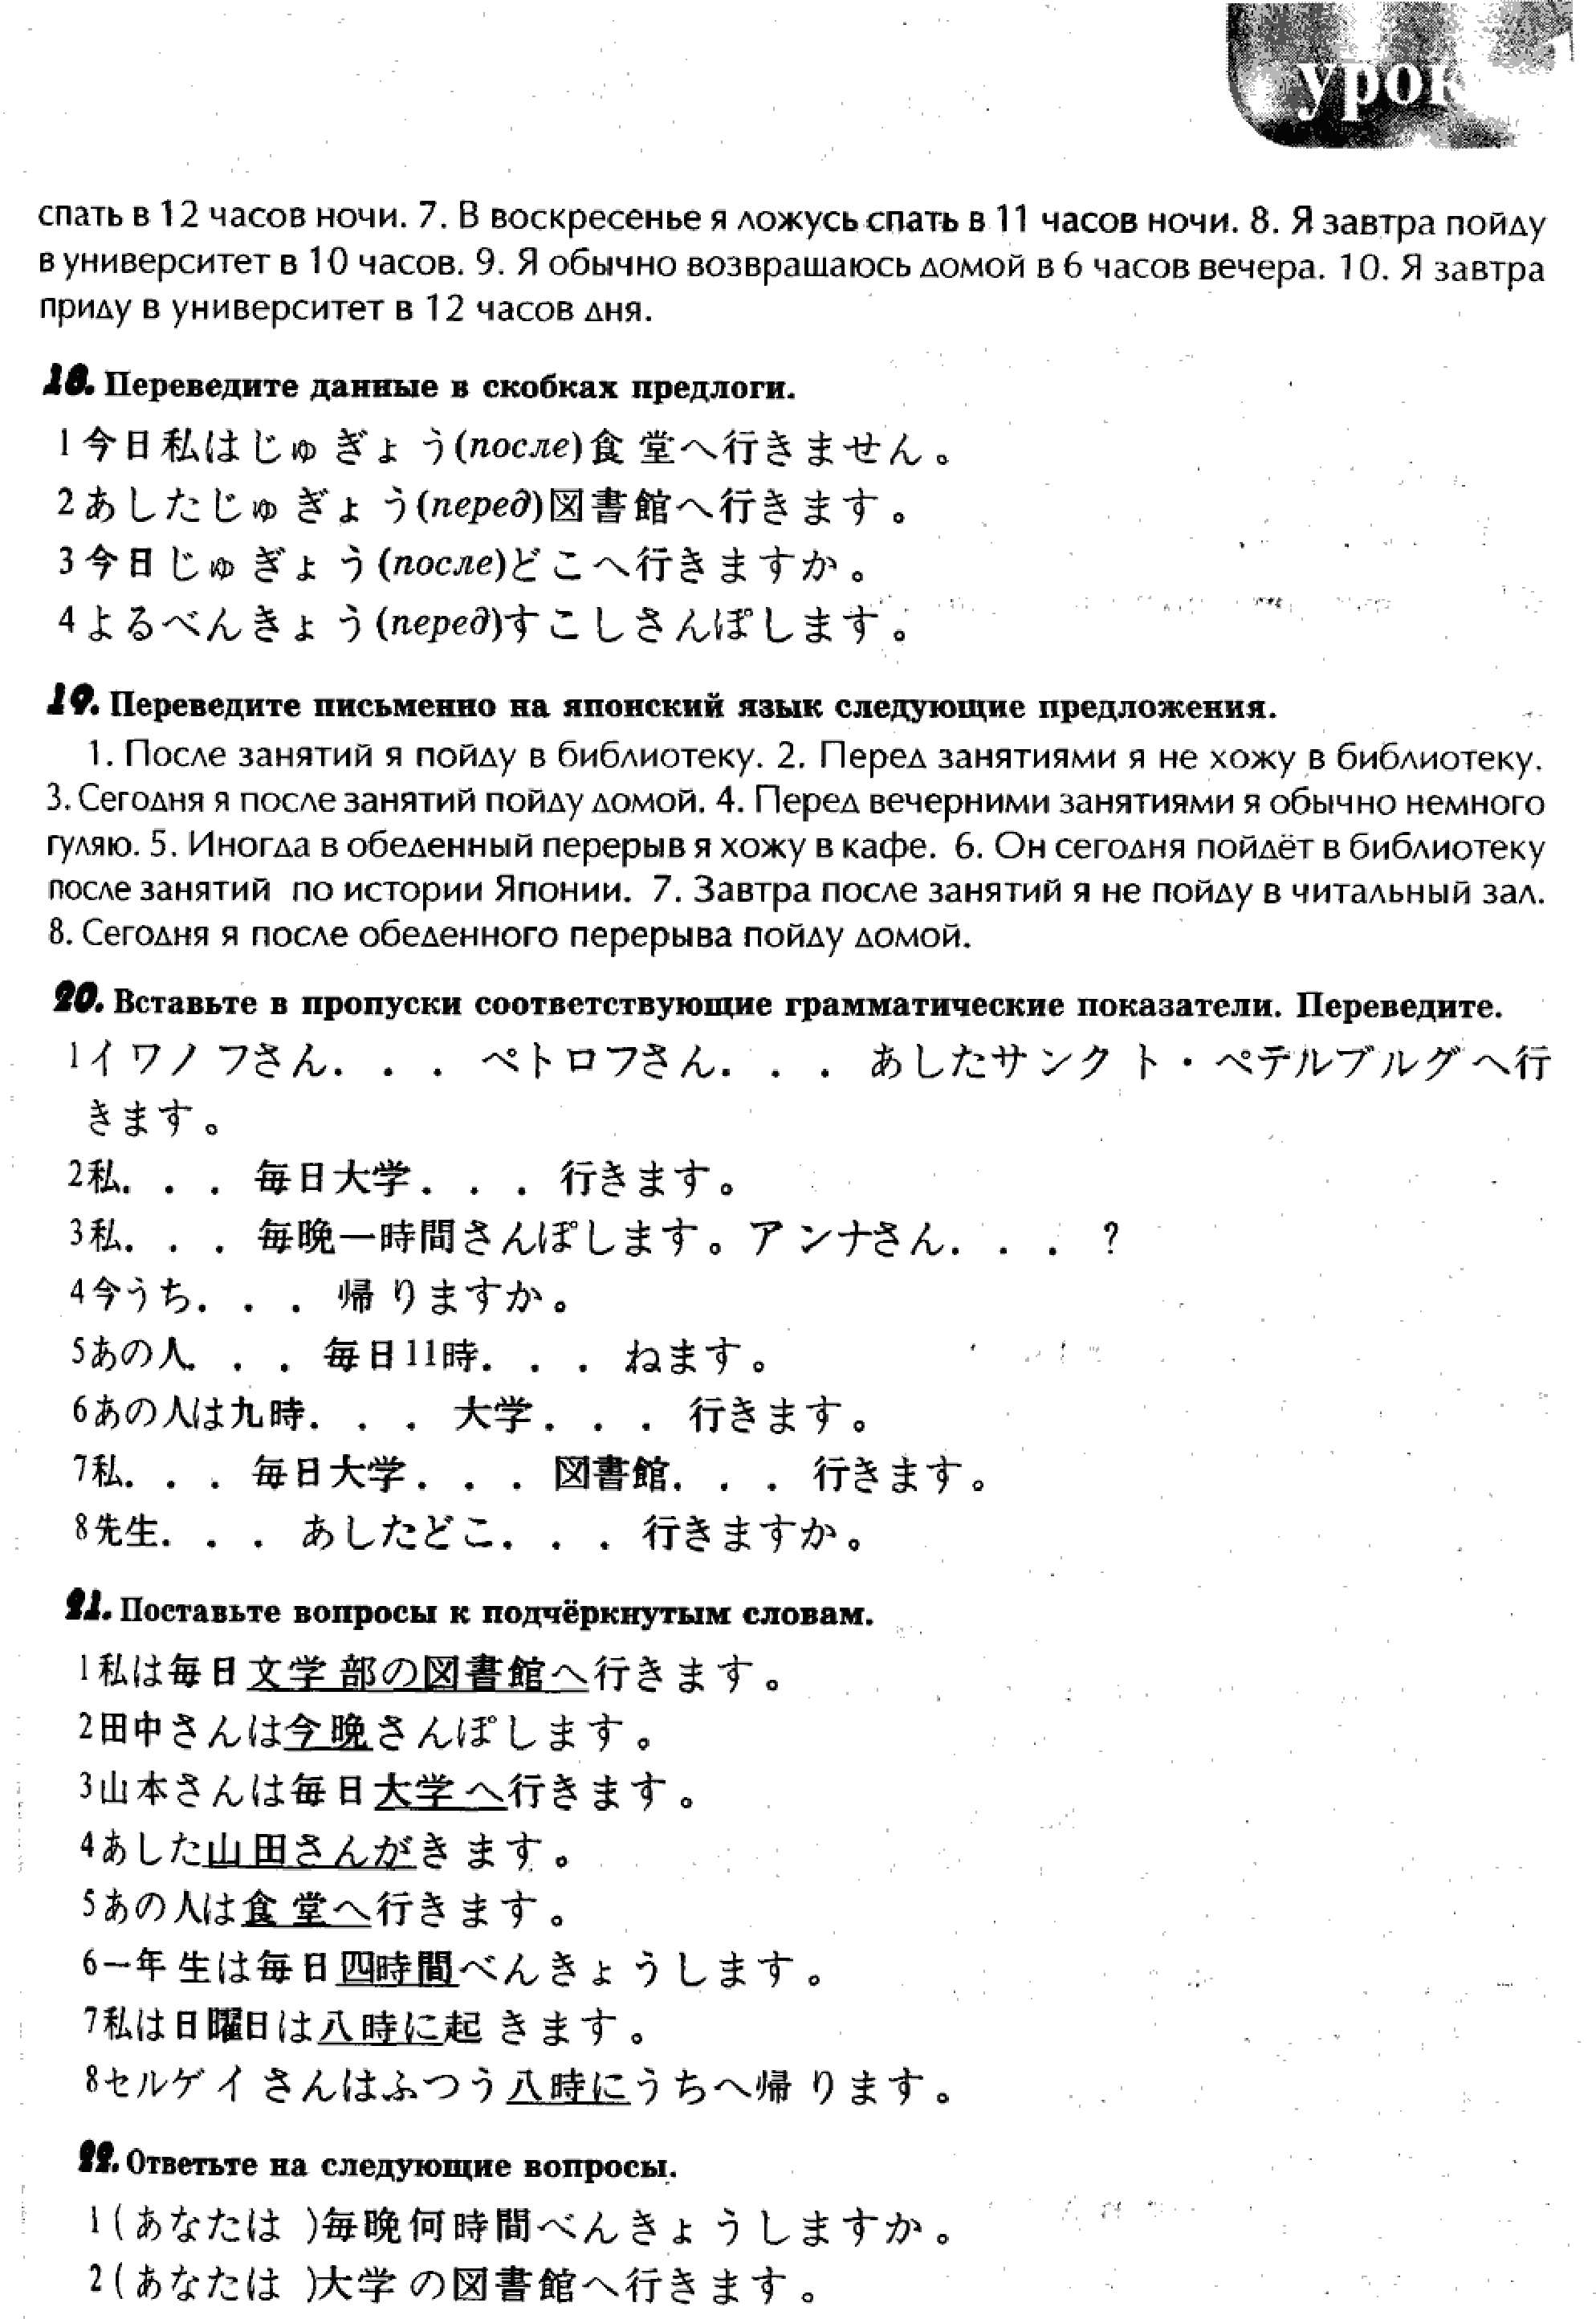 урок
спать в 12 часов ночи. 7. В воскресенье я ложусь спать в 11 часов ночи. 8. Я завтра пойду
в университет в 10 часов. 9. Я обычно возвращаюсь домой в 6 часов вечера. 10. Я завтра
приду в университет в 12 часов дня.
18. Переведите данные в скобках предлоги.
1 今日私はじゅぎょう(после)食堂へ行きません。
2 あしたじゅぎょう(перед)図書館へ行きます。
3 今日じゅぎょう(после)どこへ行きますか。
4 よるべんきょう(перед)すこしさんぽします。
19. Переведите письменно на японский язык следующие предложения.
1. После занятий я пойду в библиотеку. 2. Перед занятиями я не хожу в библиотеку.
3. Сегодня я после занятий пойду домой. 4. Перед вечерними занятиями я обычно немного
гуляю. 5. Иногда в обеденный перерыв я хожу в кафе. 6. Он сегодня пойдёт в библиотеку
после занятий по истории Японии. 7. Завтра после занятий я не пойду в читальный зал.
8. Сегодня я после обеденного перерыва пойду домой.
20. Вставьте в пропуски соответствующие грамматические показатели. Переведите.
1 イワノフさん. . . ペトロフさん. . . あしたサンクト・ペテルブルグへ行
きます。
2 私. . . 毎日大学. . . 行きます。
3 私. . . 毎晩一時間さんぽします。アンナさん. . . ?
4 今うち. . . 帰りますか。
5 あの人. . . 毎日11時. . . ねます。
6 あの人は九時. . . 大学. . . 行きます。
7 私. . . 毎日大学. . . 図書館. . . 行きます。
8 先生. . . あしたどこ. . . 行きますか。
21. Поставьте вопросы к подчёркнутым словам.
1 私は毎日文学部の図書館へ行きます。
2 田中さんは今晩さんぽします。
3 山本さんは毎日大学へ行きます。
4 あした山田さんがきます。
5 あの人は食堂へ行きます。
6 一年生は毎日四時間べんきょうします。
7 私は日曜日は八時に起きます。
8 セルゲイさんはふつう八時にうちへ帰ります。
22. Ответьте на следующие вопросы.
1 (あなたは )毎晩何時間べんきょうしますか。
2 (あなたは )大学の図書館へ行きます。